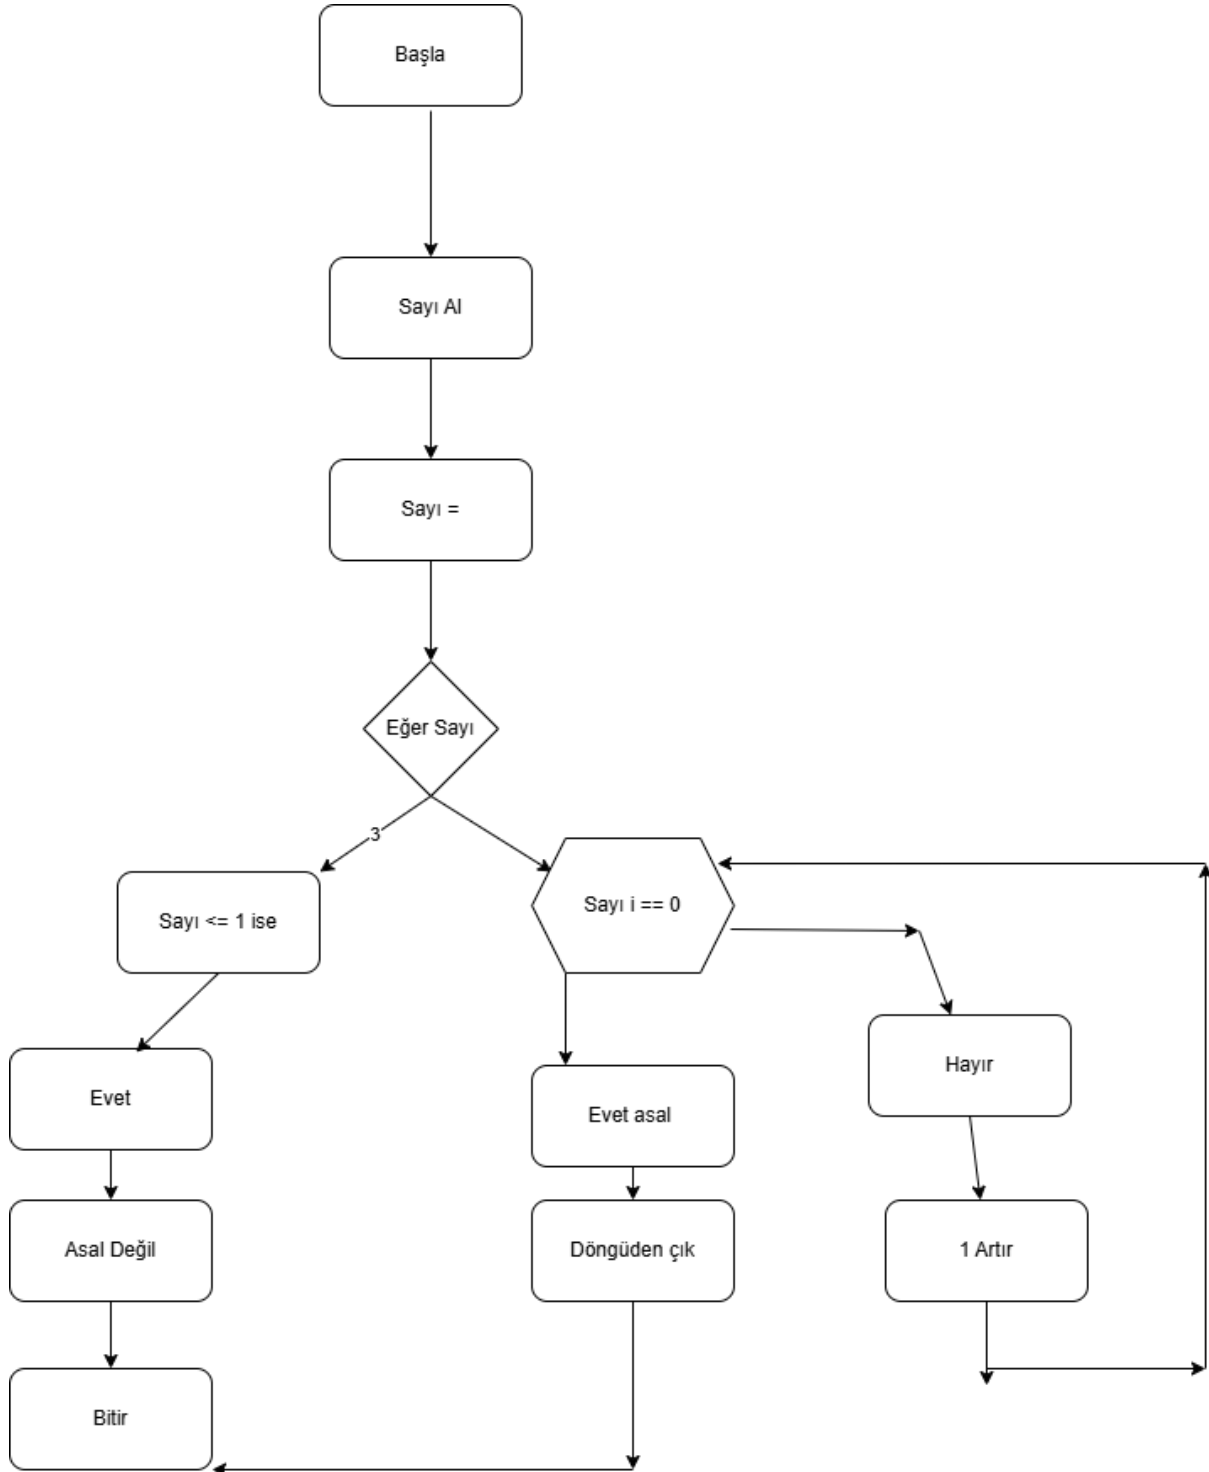 Başla
Sayı Al
Sayı =
Eğer Sayı
3
Sayı <= 1 ise
Sayı i == 0
Evet
Evet asal
Hayır
Asal Değil
Döngüden çık
1 Artır
Bitir